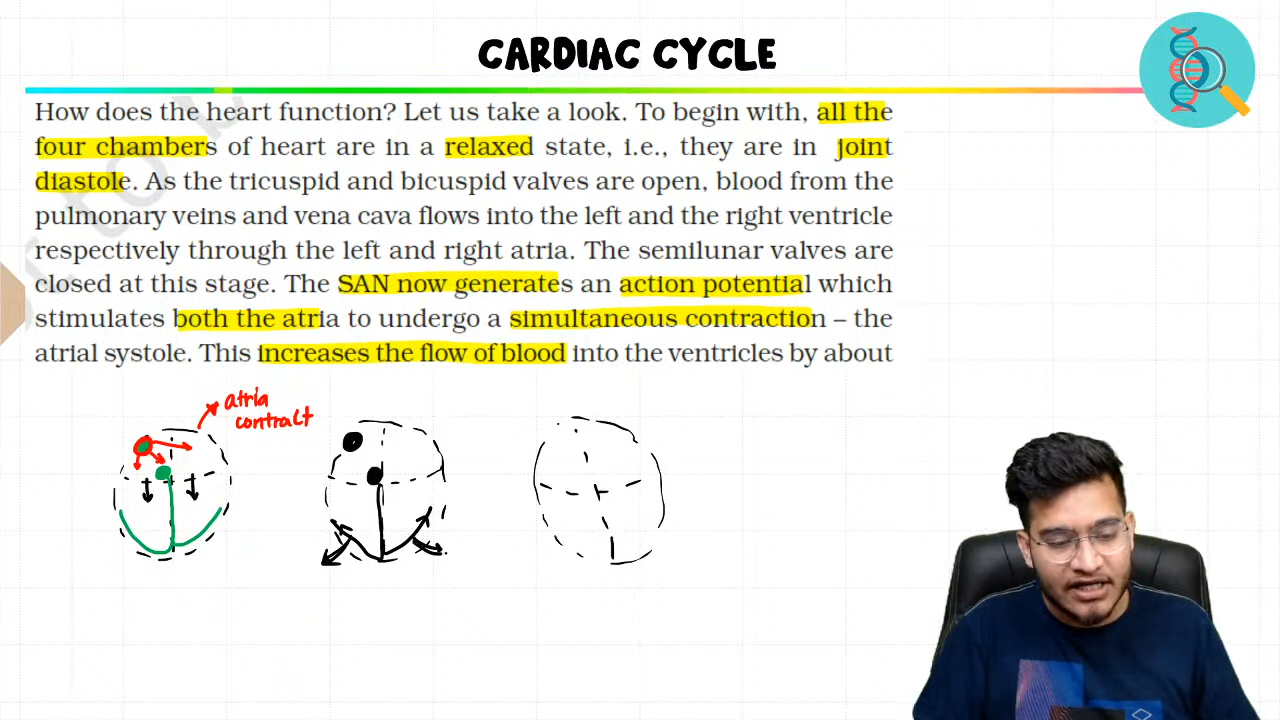 CARDIAC CYCLE
How does the heart function? Let us take a look. To begin with, all the
four chambers of heart are in a relaxed state, i.e., they are in joint
diastole. As the tricuspid and bicuspid valves are open, blood from the
pulmonary veins and vena cava flows into the left and the right ventricle
respectively through the left and right atria. The semilunar valves are
closed at this stage. The SAN now generates an action potential which
stimulates both the atria to undergo a simultaneous contraction – the
atrial systole. This increases the flow of blood into the ventricles by about
atria
contract